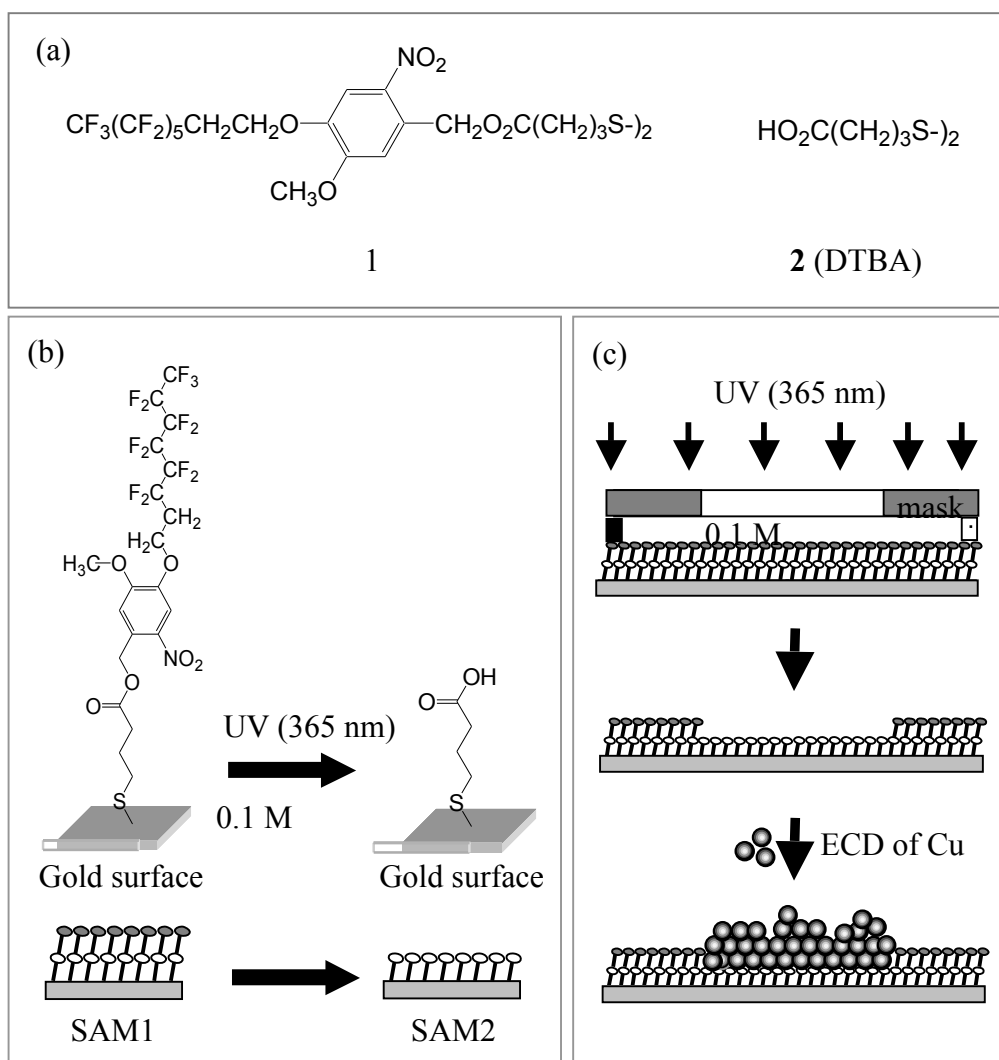 (a)
NO2
CF3(CF2)5CH2CH2O
CH2O2C(CH2)3S-)2
CH3O
1
HO2C(CH2)3S-)2
2 (DTBA)
(b)
CF3
F2C
CF2
F2C
CF2
F2C
CF2
F2C
CH2
H2C
O
H3C
O
NO2
O
O
S
Gold surface
UV (365 nm)
0.1 M
OH
O
S
Gold surface
SAM1
SAM2
(c)
UV (365 nm)
mask
0.1 M
ECD of Cu